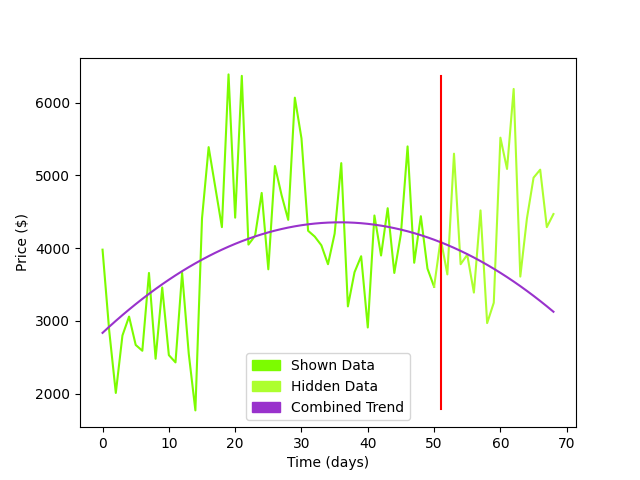 6000
5000
4000
3000
2000
Price ($)
Shown Data
Hidden Data
Combined Trend
0 10 20 30 40 50 60 70
Time (days)